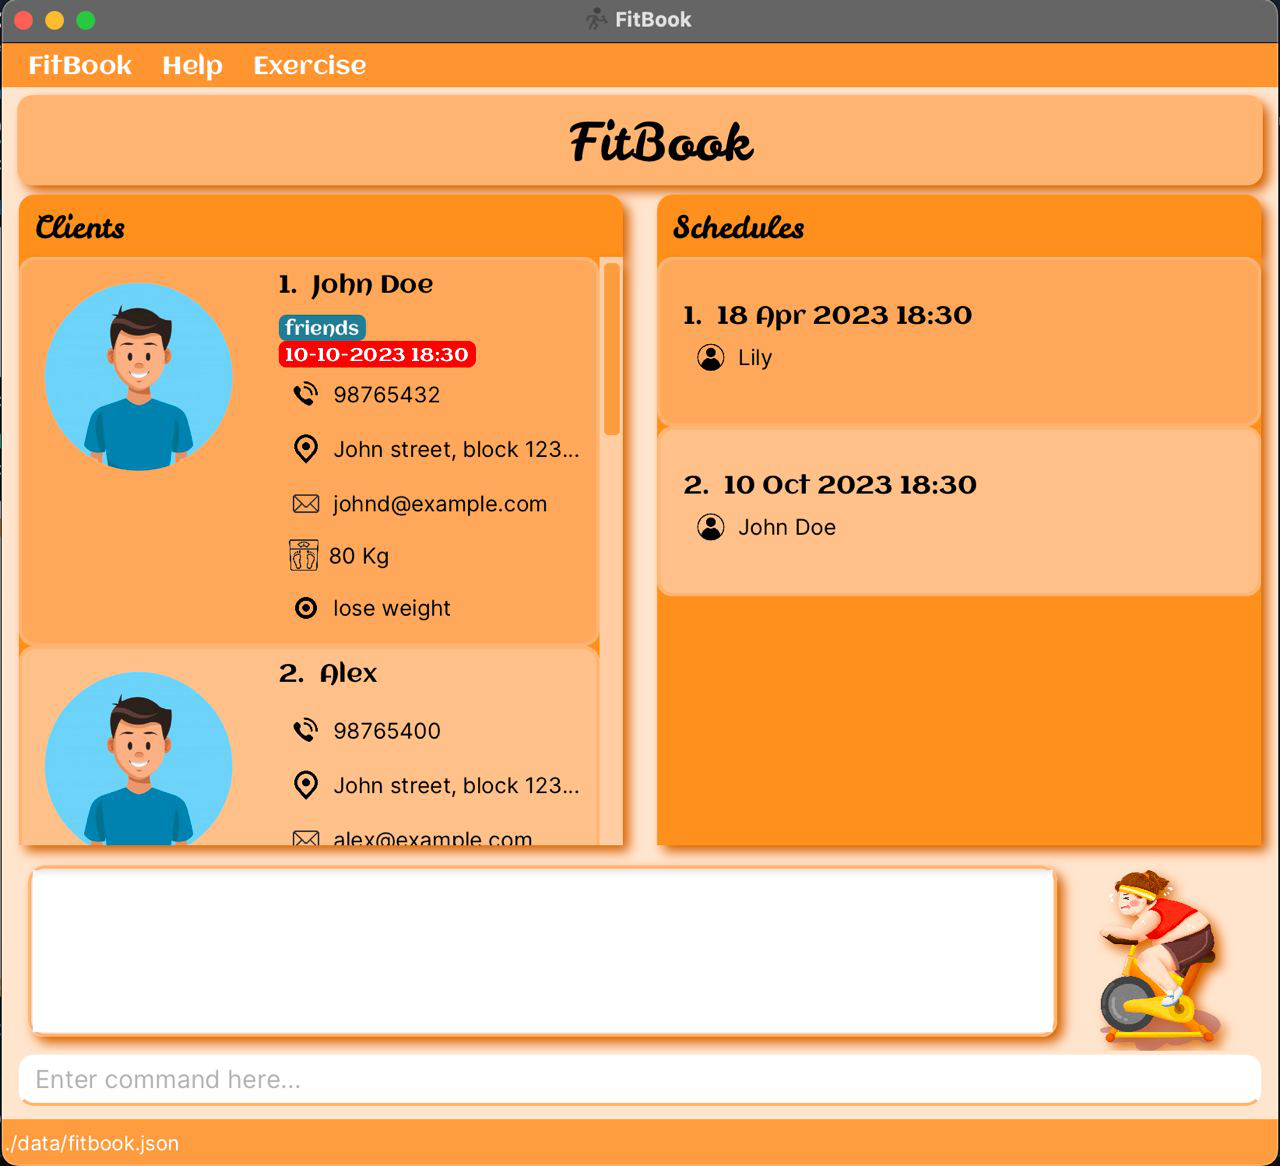 FitBook
FitBook Help Exercise
FitBook
Clients
1. John Doe
friends
10-10-2023 18:30
98765432
John street, block 123...
johnd@example.com
80 Kg
lose weight
2. Alex
98765400
John street, block 123...
alex@example.com
Schedules
1. 18 Apr 2023 18:30
Lily
2. 10 Oct 2023 18:30
John Doe
Enter command here...
./data/fitbook.json